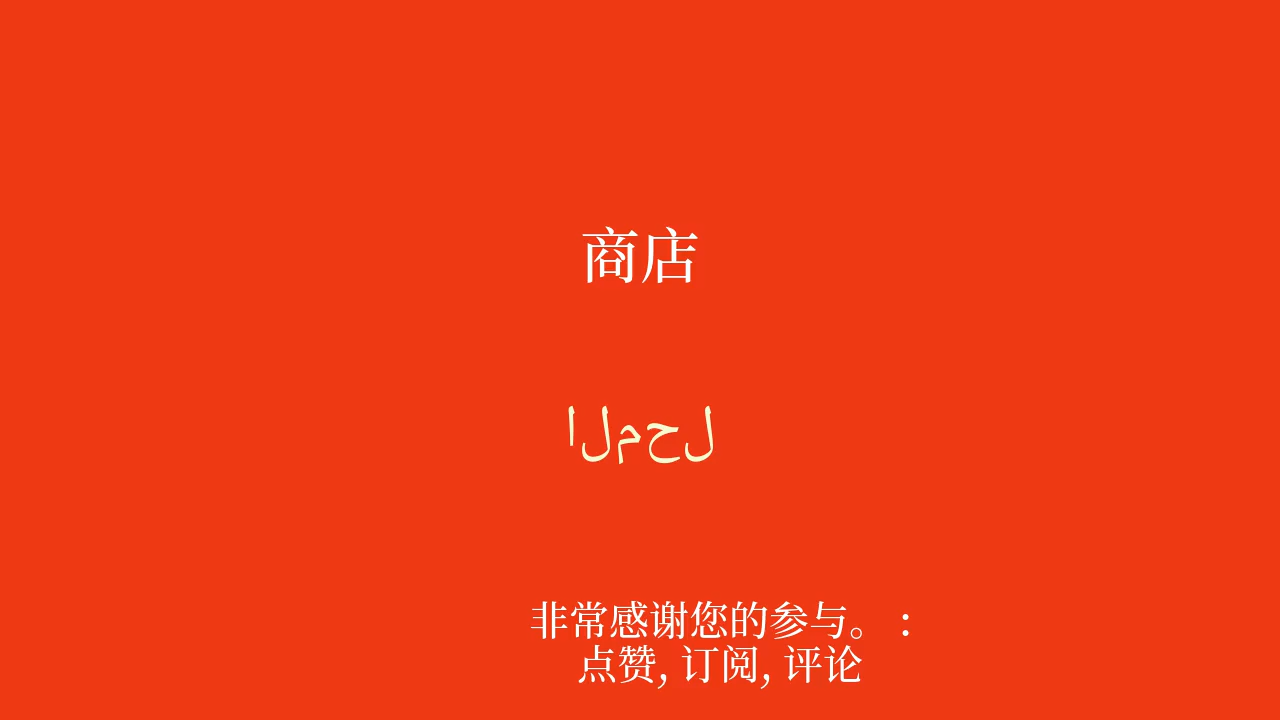 商店
المحل
非常感谢您的参与。 :
点赞, 订阅, 评论